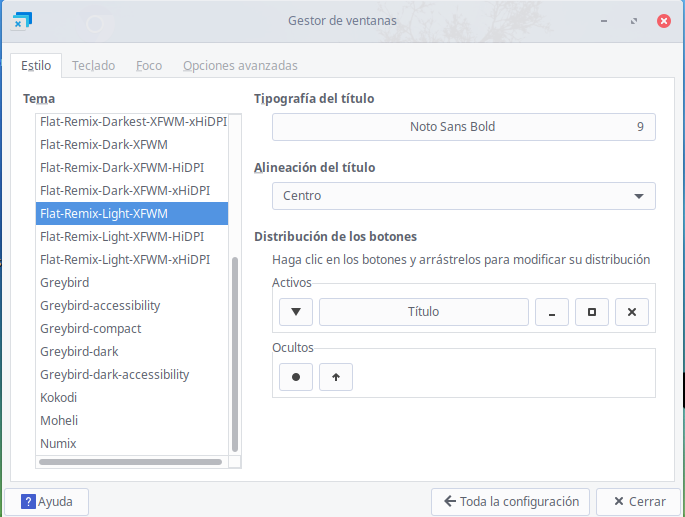 Gestor de ventanas
Estilo Teclado Foco Opciones avanzadas
Tema
Flat-Remix-Darkest-XFWM-xHiDPI
Flat-Remix-Dark-XFWM
Flat-Remix-Dark-XFWM-HiDPI
Flat-Remix-Dark-XFWM-xHiDPI
Flat-Remix-Light-XFWM
Flat-Remix-Light-XFWM-HiDPI
Flat-Remix-Light-XFWM-xHiDPI
Greybird
Greybird-accessibility
Greybird-compact
Greybird-dark
Greybird-dark-accessibility
Kokodi
Moheli
Numix
Tipografía del título
Noto Sans Bold 9
Alineación del título
Centro
Distribución de los botones
Haga clic en los botones y arrástrelos para modificar su distribución
Activos
Título
Ocultos
? Ayuda
Toda la configuración
Cerrar